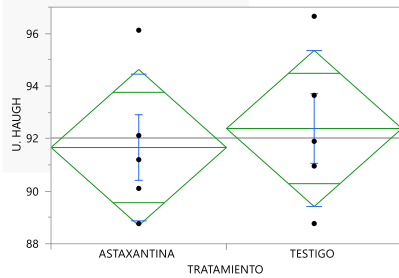 U. HAUGH
96
94
92
90
88
ASTAXANTINA TESTIGO
TRATAMIENTO